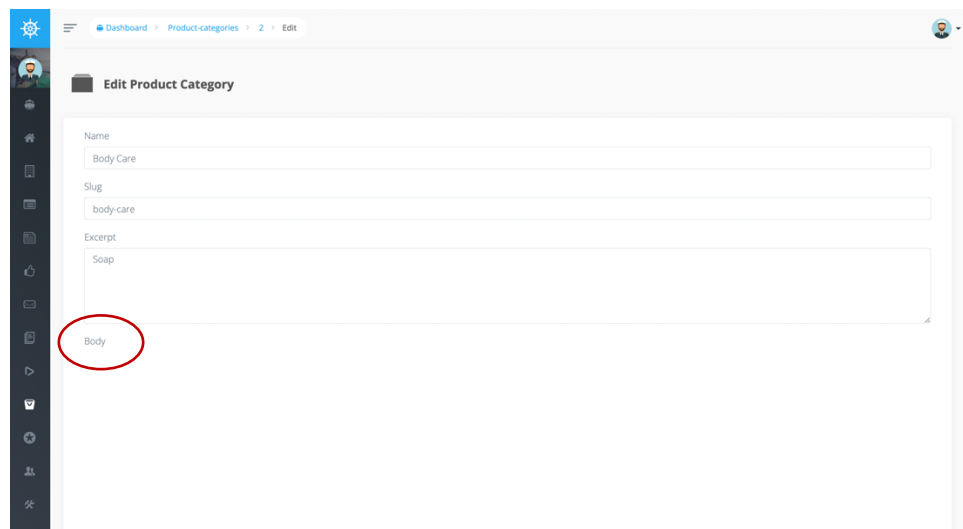 Dashboard > Product-categories > 2 > Edit
Edit Product Category
Name
Body Care
Slug
body-care
Excerpt
Soap
Body